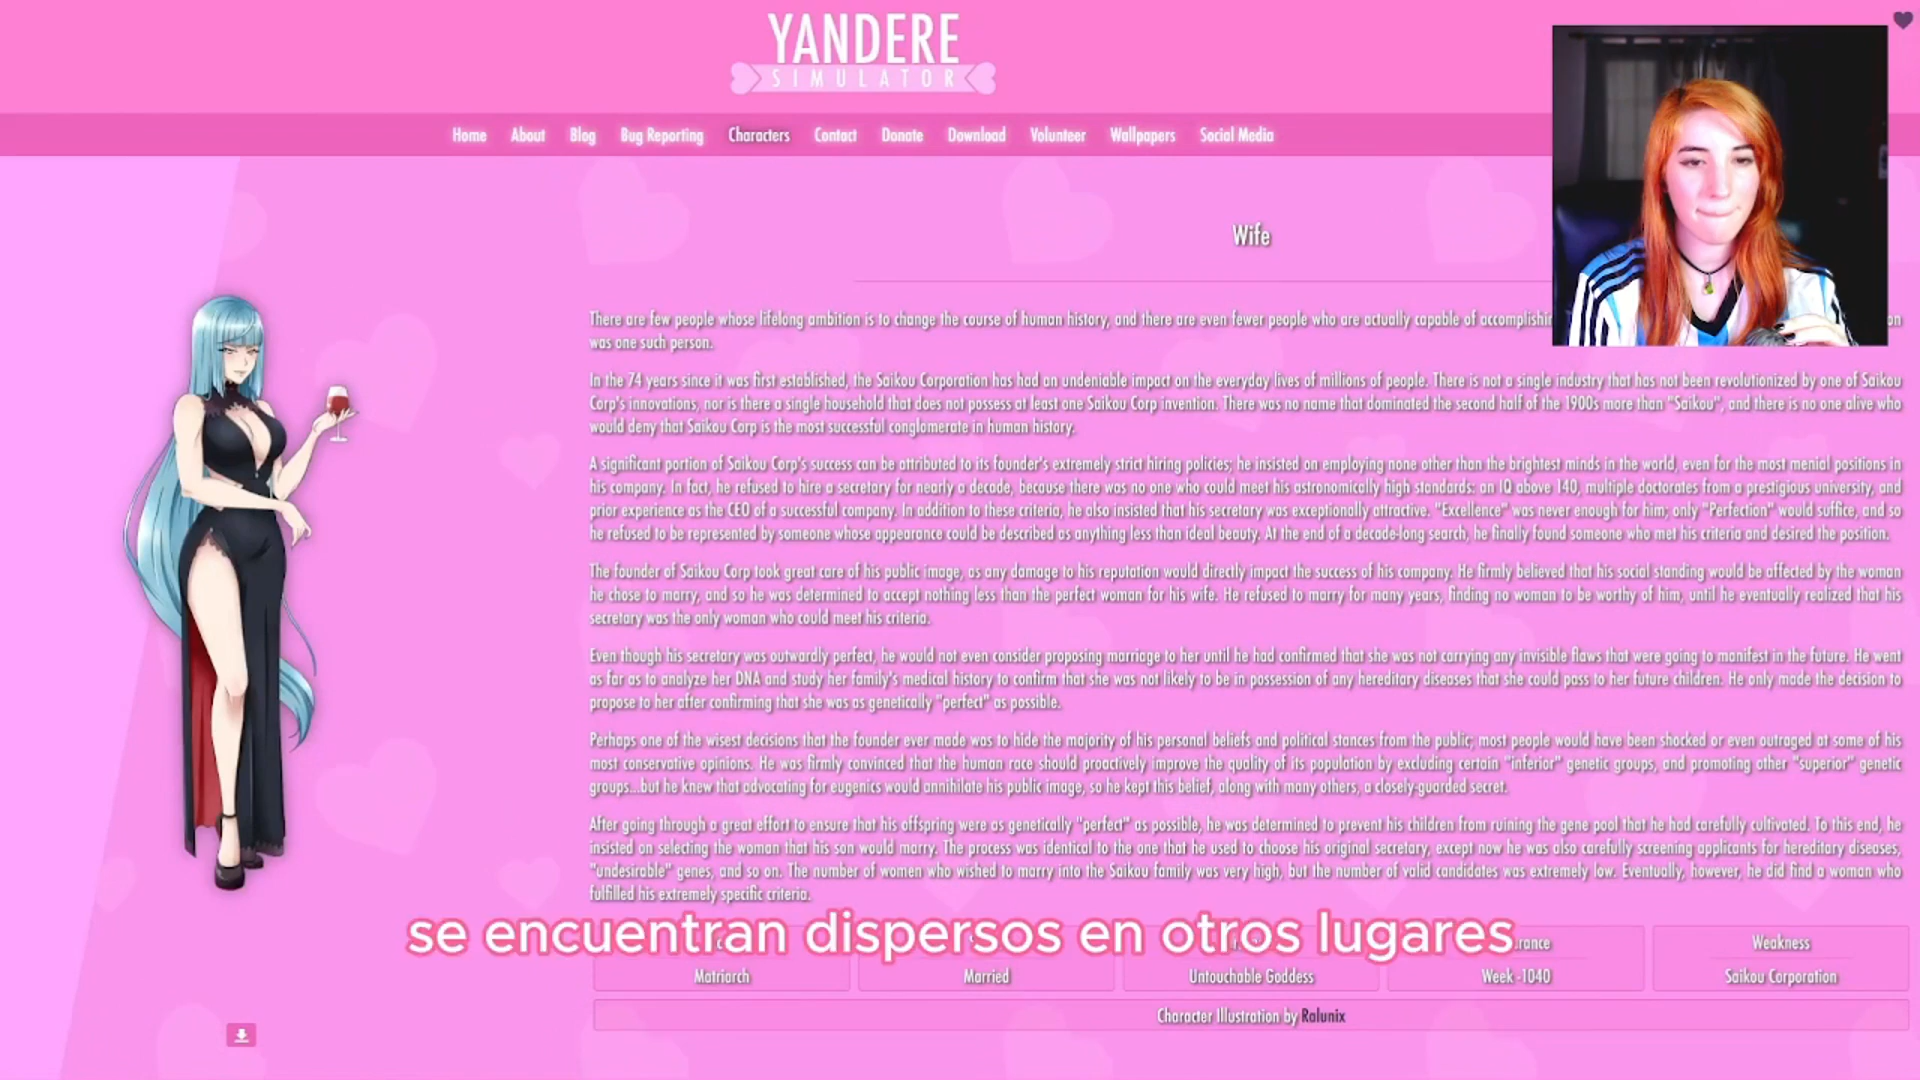 YANDERE
SIMULATOR
Home About Blog Bug Reporting Characters Contact Donate Download Volunteer Wallpapers Social Media
Wife
There are few people whose lifelong ambition is to change the course of human history, and there are even fewer people who are actually capable of
was one such person.
In the 74 years since it was first established, the Saikou Corporation has had an undeniable impact on the everyday lives of millions of people. There is not a single industry that has not been revolutionized by one of Saikou
Corp's innovations, nor is there a single household that does not possess at least one Saikou Corp invention. There was no name that dominated the second half of the 1900s more than "Saikou", and there is no one alive who
would deny that Saikou Corp is the most successful conglomerate in human history.
A significant portion of Saikou Corp's success can be attributed to its founder's extremely strict hiring policies; he insisted on employing none other than the brightest minds in the world, even for the most menial positions in
his company. In fact, he refused to hire a secretary for nearly a decade, because there was no one who could meet his astronomically high standards: an IQ above 140, multiple doctorates from a prestigious university, and
prior experience as the CEO of a successful company. In addition to these criteria, he also insisted that his secretary was exceptionally attractive. "Excellence" was never enough for him; only "Perfection" would suffice, and so
he refused to be represented by someone whose appearance could be described as anything less than ideal beauty. At the end of a decade-long search, he finally found someone who met his criteria and desired the position.
The founder of Saikou Corp took great care of his public image, as any damage to his reputation would directly impact the success of his company. He firmly believed that his social standing would be affected by the woman
he chose to marry, and so he was determined to accept nothing less than the perfect woman for his wife. He refused to marry for many years, finding no woman to be worthy of him, until he eventually realized that his
secretary was the only woman who could meet his criteria.
Even though his secretary was outwardly perfect, he would not even consider proposing marriage to her until he had confirmed that she was not carrying any invisible flaws that were going to manifest in the future. He went
as far as to analyze her DNA and study her family's medical history to confirm that she was not likely to be in possession of any hereditary diseases that she could pass to her future children. He only made the decision to
propose to her after confirming that she was as genetically "perfect" as possible.
Perhaps one of the wisest decisions that the founder ever made was to hide the majority of his personal beliefs and political stances from the public; most people would have been shocked or even outraged at some of his
most conservative opinions. He was firmly convinced that the human race should proactively improve the quality of its population by excluding certain "inferior" genetic groups, and promoting other "superior" genetic
groups...but he knew that advocating for eugenics would annihilate his public image, so he kept this belief, along with many others, a closely-guarded secret.
After going through a great effort to ensure that his offspring were as genetically "perfect" as possible, he was determined to prevent his children from ruining the gene pool that he had carefully cultivated. To this end, he
insisted on selecting the woman that his son would marry. The process was identical to the one that he used to choose his original secretary, except now he was also carefully screening applicants for hereditary diseases,
"undesirable" genes, and so on. The number of women who wished to marry into the Saikou family was very high, but the number of valid candidates was extremely low. Eventually, however, he did find a woman who
fulfilled his extremely specific criteria.
se encuentran dispersos en otros lugares
Weakness
Matriarch Married Untouchable Goddess Week -1040 Saikou Corporation
Character Illustration by Ralunix